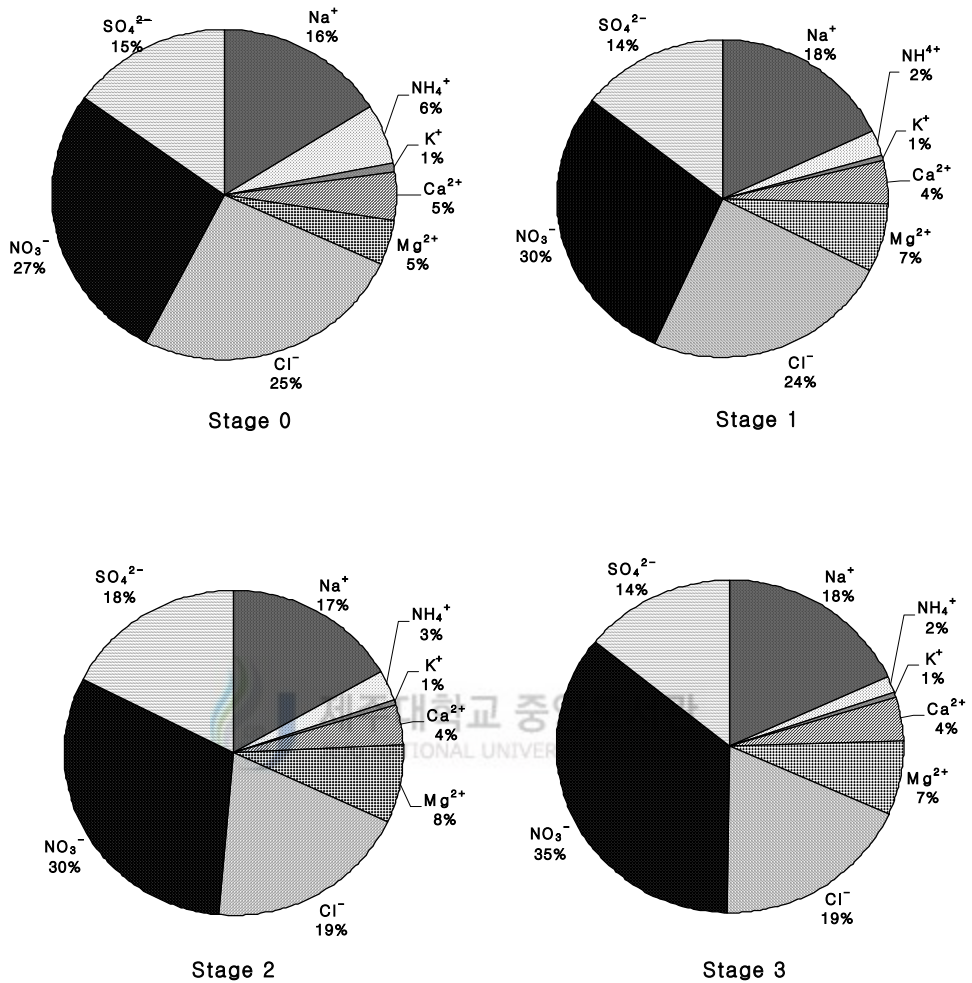 SO₄²⁻
15%
Na⁺
16%
NH₄⁺
6%
K⁺
1%
Ca²⁺
5%
Mg²⁺
5%
Cl⁻
25%
NO₃⁻
27%
Stage 0
SO₄²⁻
14%
Na⁺
18%
NH⁴⁺
2%
K⁺
1%
Ca²⁺
4%
Mg²⁺
7%
Cl⁻
24%
NO₃⁻
30%
Stage 1
SO₄²⁻
18%
Na⁺
17%
NH₄⁺
3%
K⁺
1%
Ca²⁺
4%
Mg²⁺
8%
Cl⁻
19%
NO₃⁻
30%
Stage 2
SO₄²⁻
14%
Na⁺
18%
NH₄⁺
2%
K⁺
1%
Ca²⁺
4%
Mg²⁺
7%
Cl⁻
19%
NO₃⁻
35%
Stage 3